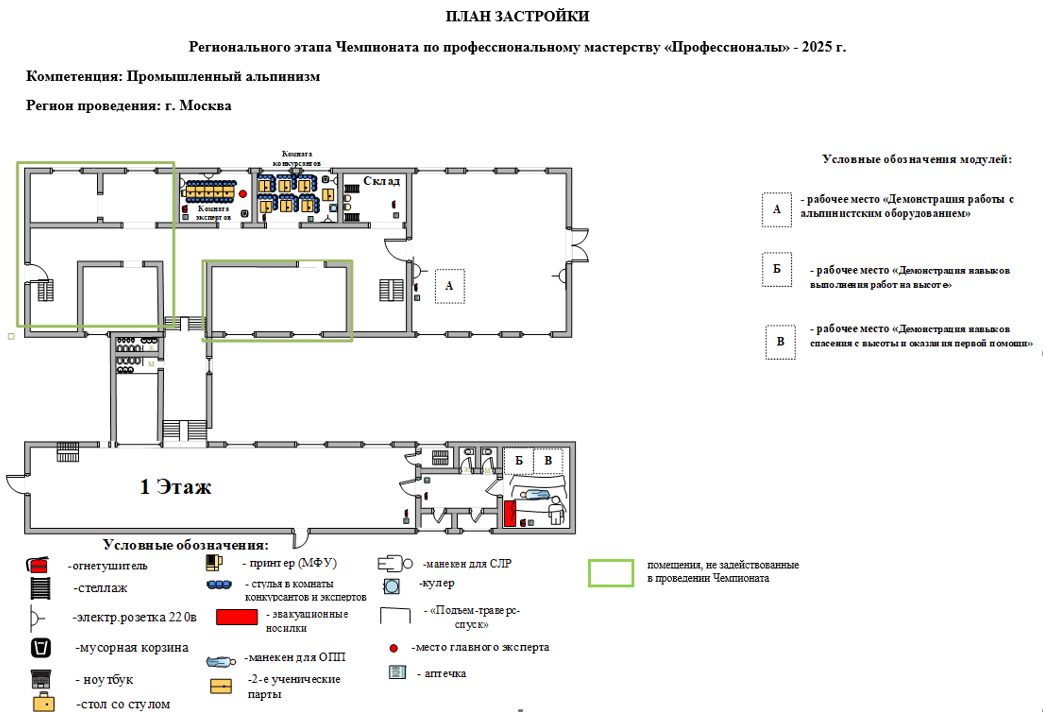 ПЛАН ЗАСТРОЙКИ
Регионального этапа Чемпионата по профессиональному мастерству «Профессионалы» - 2025 г.
Компетенция: Промышленный альпинизм
Регион проведения: г. Москва
Условные обозначения модулей:
А
- рабочее место «Демонстрация работы с
альпинистским оборудованием»
Б
- рабочее место «Демонстрация навыков
выполнения работ на высоте»
В
- рабочее место «Демонстрация навыков
спасения с высоты и оказания первой помощи»
Комната
конкурсантов
Комната
экспертов
Склад
А
М
Б
В
1 Этаж
Условные обозначения:
-огнетушитель
-стеллаж
-электр.розетка 220в
-мусорная корзина
- ноутбук
-стол со стулом
- принтер (МФУ)
- стулья в комнаты
конкурсантов и экспертов
- эвакуационные
носилки
-манекен для ОПП
-2-е ученические
парты
-манекен для СЛР
-кулер
- «Подъем-траверс-
спуск»
-место главного эксперта
- аптечка
помещения, не задействованные
в проведении Чемпионата